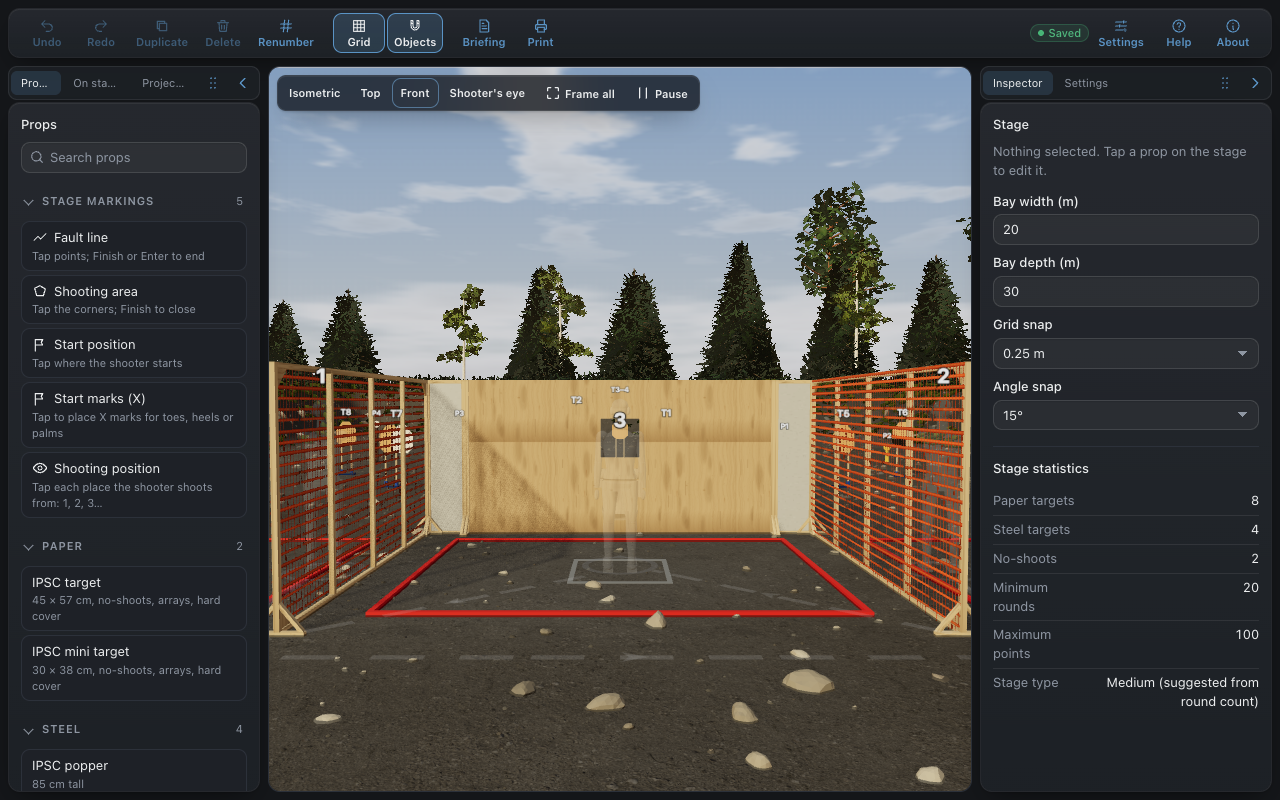 Undo
Redo
Duplicate
Delete
Renumber
Grid
Objects
Briefing
Print
Saved
Settings
Help
About
Pro...
On sta...
Projec...
Props
Search props
STAGE MARKINGS 5
Fault line
Tap points; Finish or Enter to end
Shooting area
Tap the corners; Finish to close
Start position
Tap where the shooter starts
Start marks (X)
Tap to place X marks for toes, heels or
palms
Shooting position
Tap each place the shooter shoots
from: 1, 2, 3...
PAPER 2
IPSC target
45 × 57 cm, no-shoots, arrays, hard
cover
IPSC mini target
30 × 38 cm, no-shoots, arrays, hard
cover
STEEL 4
IPSC popper
85 cm tall
Isometric
Top
Front
Shooter's eye
Frame all
Pause
1
2
T3-4
T2
T8
P4
T7
P3
3
T1
P1
T5
T6
P2
Inspector
Settings
Stage
Nothing selected. Tap a prop on the stage
to edit it.
Bay width (m)
20
Bay depth (m)
30
Grid snap
0.25 m
Angle snap
15°
Stage statistics
Paper targets 8
Steel targets 4
No-shoots 2
Minimum
rounds 20
Maximum
points 100
Stage type Medium (suggested from
round count)